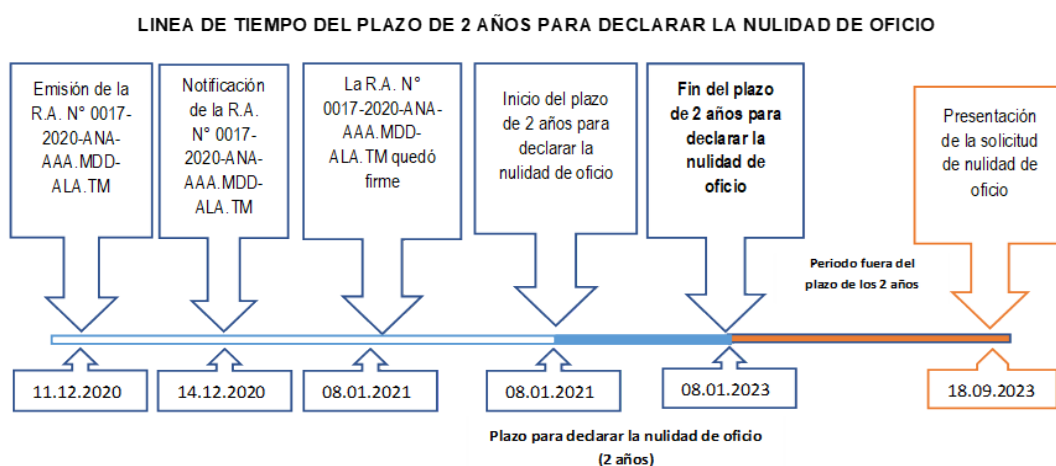 LINEA DE TIEMPO DEL PLAZO DE 2 AÑOS PARA DECLARAR LA NULIDAD DE OFICIO
Emisión de la
R.A. N° 0017-
2020-ANA-
AAA.MDD-
ALA.TM
Notificación
de la R.A.
N° 0017-
2020-ANA-
AAA.MDD-
ALA.TM
La R.A. N°
0017-2020-ANA-
AAA.MDD-
ALA.TM quedó
firme
Inicio del plazo
de 2 años para
declarar la
nulidad de oficio
Fin del plazo
de 2 años para
declarar la
nulidad de
oficio
Presentación
de la solicitud
de nulidad de
oficio
Periodo fuera del
plazo de los 2 años
11.12.2020
14.12.2020
08.01.2021
08.01.2021
08.01.2023
18.09.2023
Plazo para declarar la nulidad de oficio
(2 años)